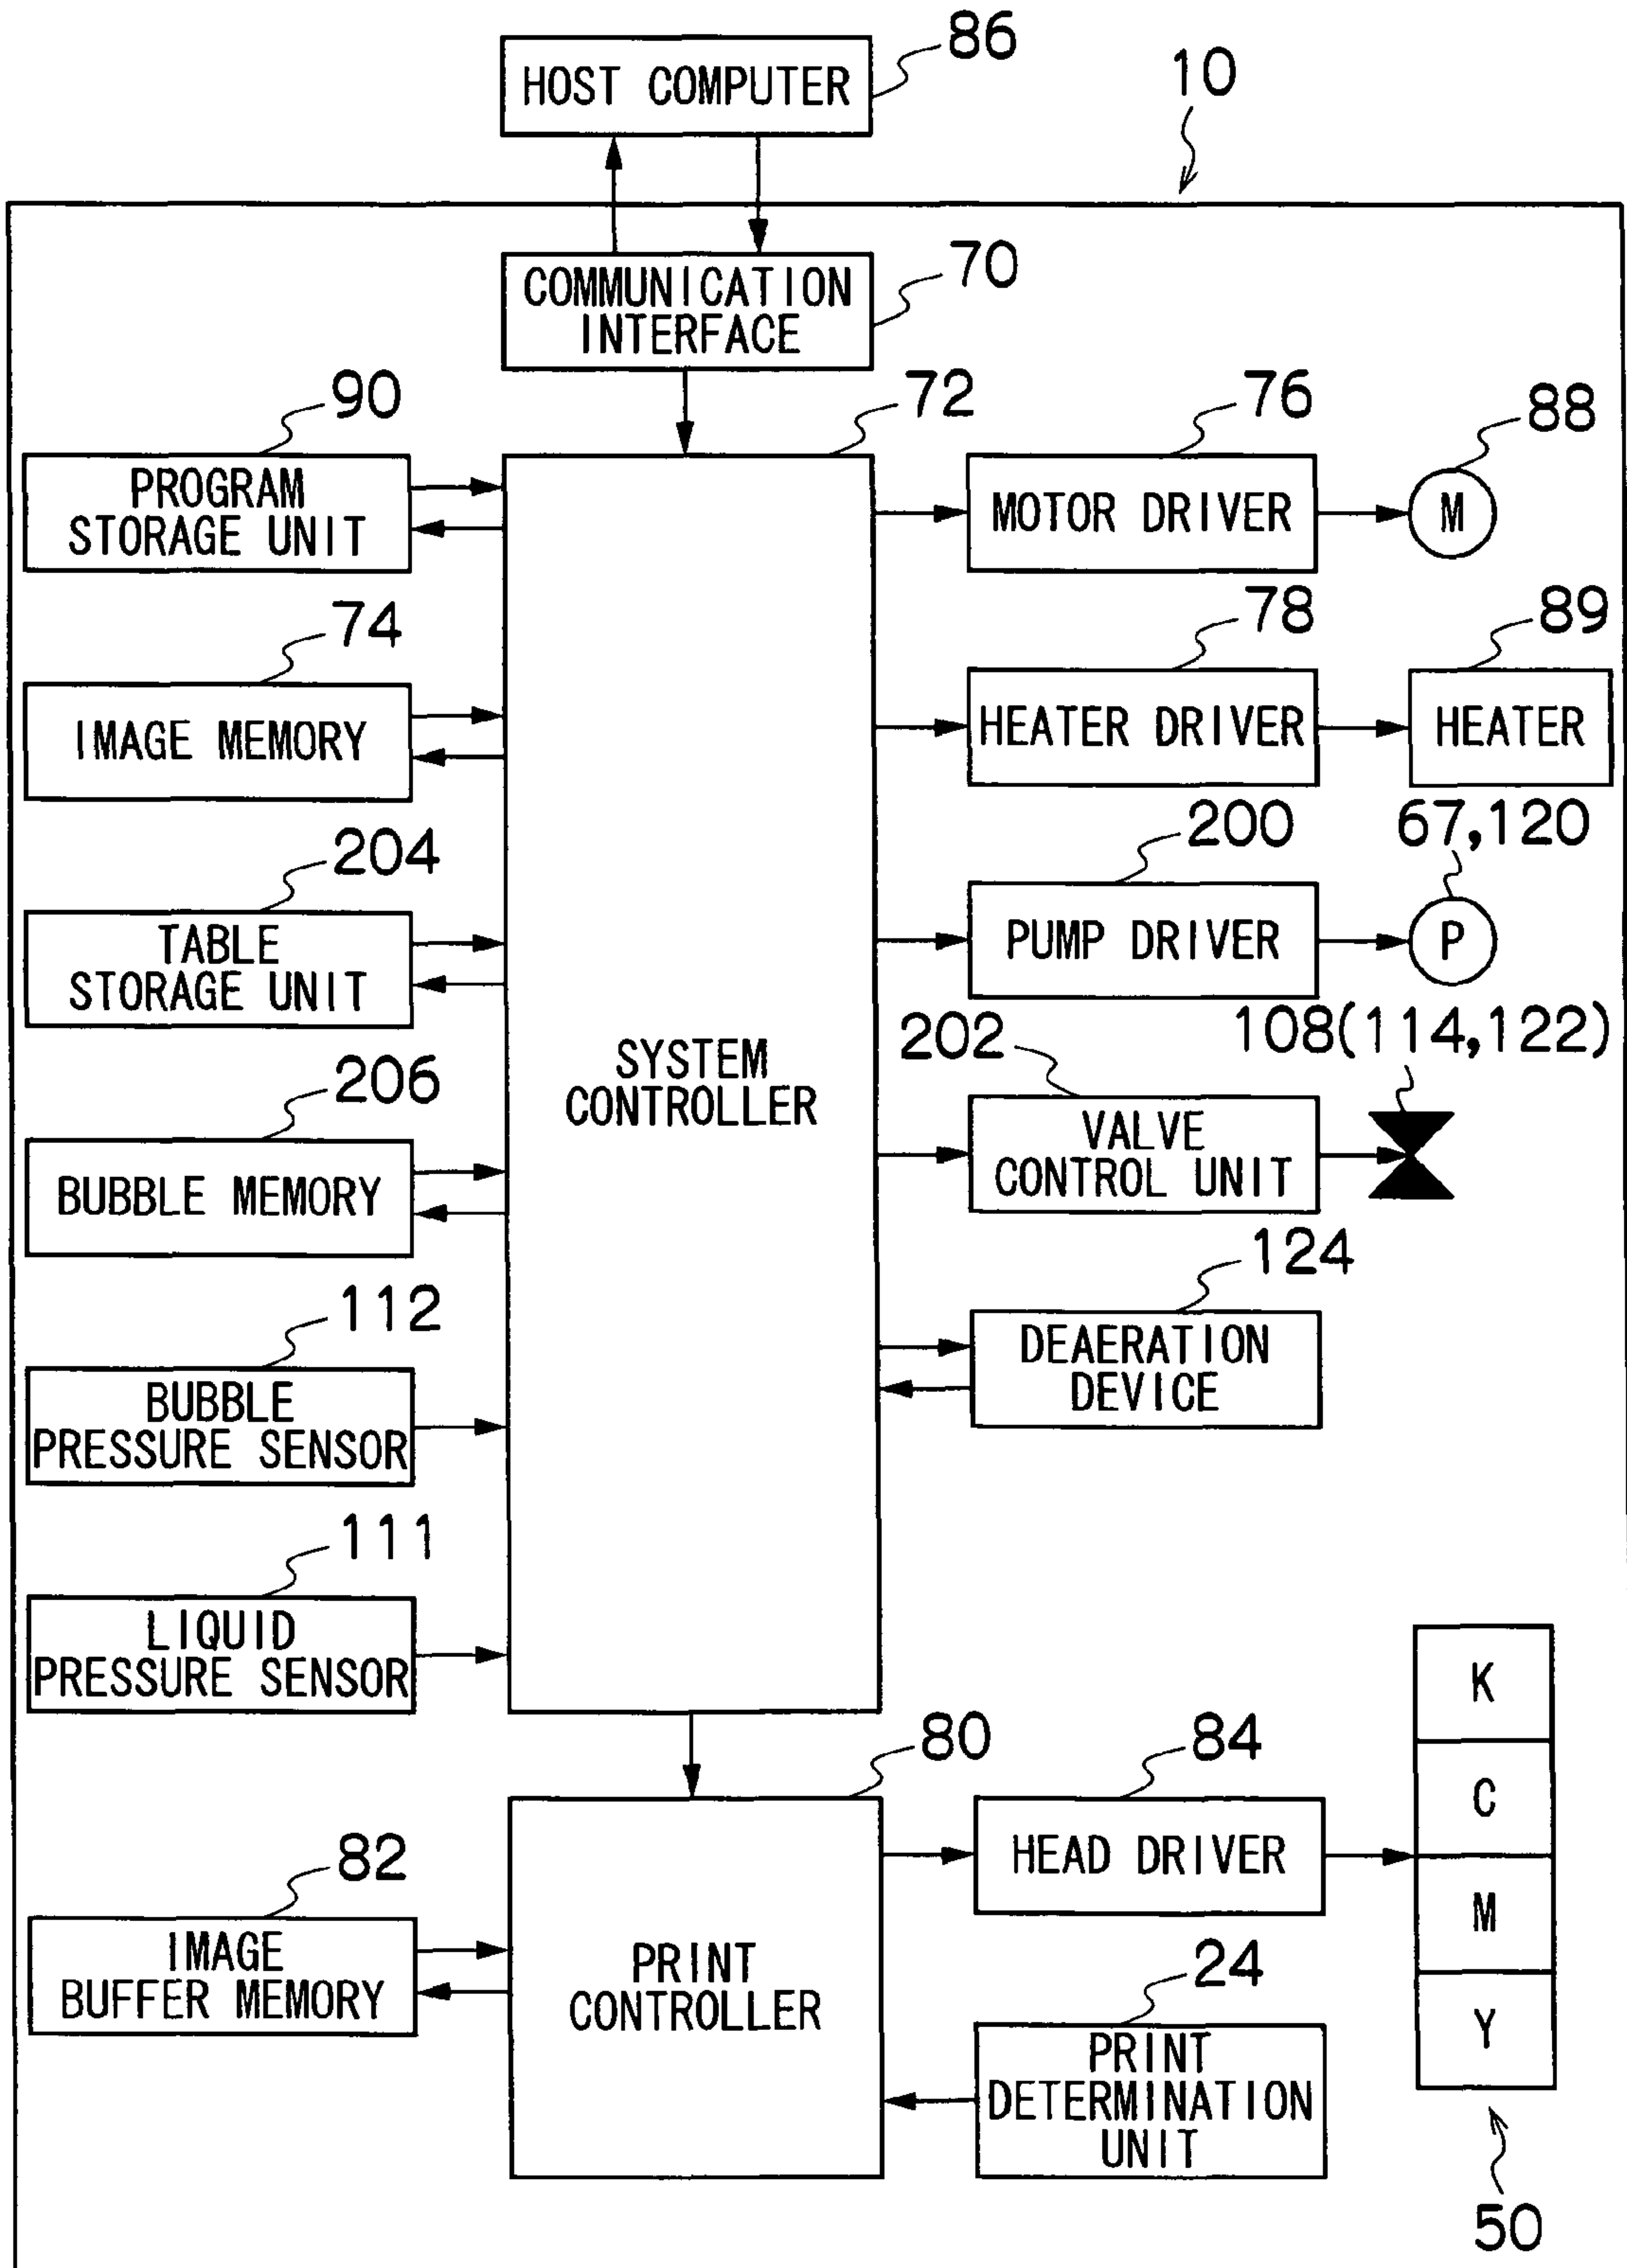 86
HOST COMPUTER
10
70
COMMUNICATION
INTERFACE
90
72
76
88
PROGRAM
STORAGE UNIT
MOTOR DRIVER
M
74
78
89
IMAGE MEMORY
HEATER DRIVER
HEATER
204
200
67,120
TABLE
STORAGE UNIT
PUMP DRIVER
P
SYSTEM
CONTROLLER
202
108(114,122)
206
BUBBLE MEMORY
VALVE
CONTROL UNIT
112
124
BUBBLE
PRESSURE SENSOR
DEAERATION
DEVICE
111
LIQUID
PRESSURE SENSOR
80
84
K
C
M
Y
HEAD DRIVER
82
IMAGE
BUFFER MEMORY
PRINT
CONTROLLER
24
PRINT
DETERMINATION
UNIT
50